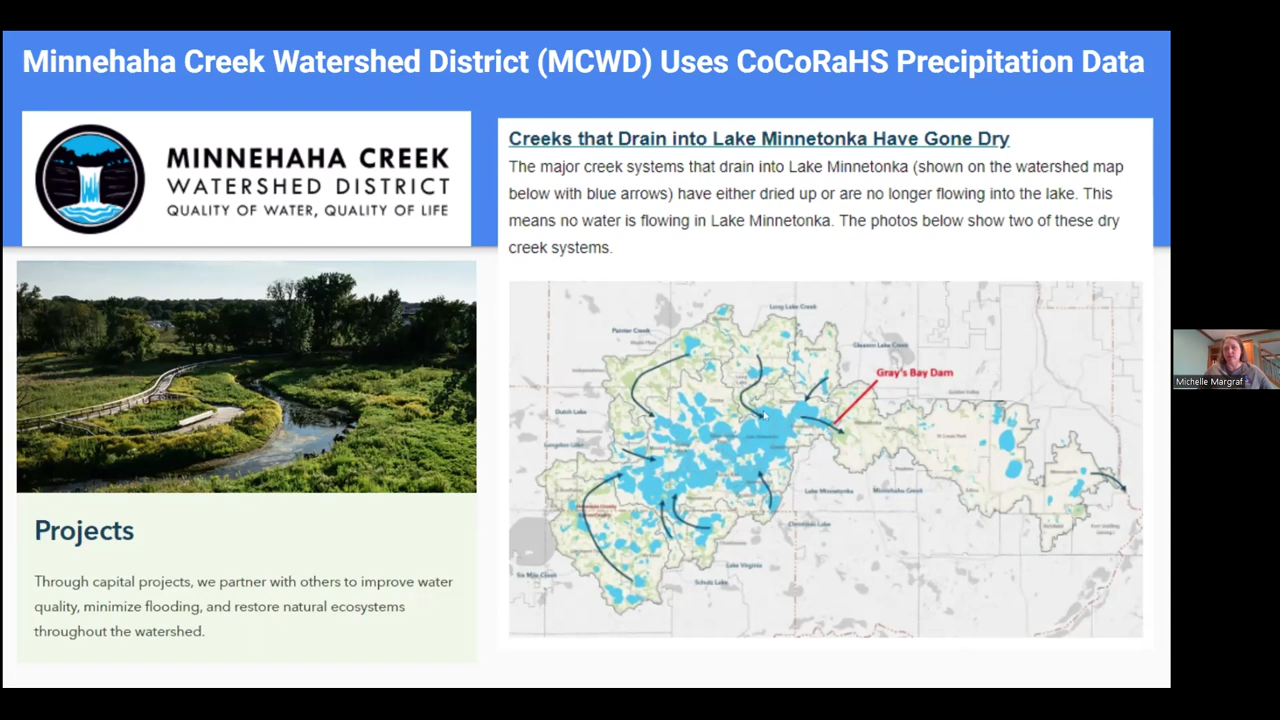 Minnehaha Creek Watershed District (MCWD) Uses CoCoRaHS Precipitation Data
MINNEHAHA CREEK
WATERSHED DISTRICT
QUALITY OF WATER, QUALITY OF LIFE
Creeks that Drain into Lake Minnetonka Have Gone Dry
The major creek systems that drain into Lake Minnetonka (shown on the watershed map
below with blue arrows) have either dried up or are no longer flowing into the lake. This
means no water is flowing in Lake Minnetonka. The photos below show two of these dry
creek systems.
Long Lake Creek
Painter Creek
Gleason Lake Creek
Gray's Bay Dam
Dutch Lake
Langdon Lake
Lake Minnetonka
Minnehaha Creek
Christmas Lake
Lake Virginia
Six Mile Creek
Schutz Lake
Projects
Through capital projects, we partner with others to improve water
quality, minimize flooding, and restore natural ecosystems
throughout the watershed.
Michelle Margraf